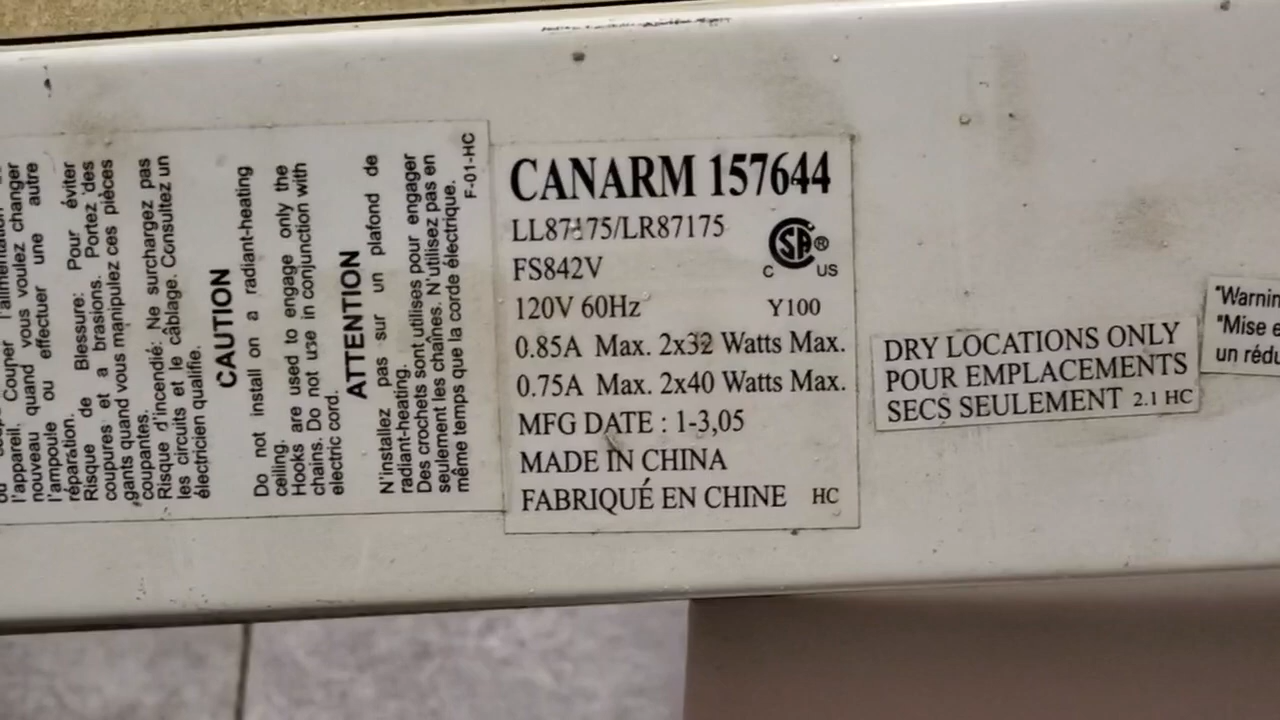 l'appareil. Couper l'alimentation
nouveau quand vous voulez changer
l'ampoule ou effectuer une autre
réparation.
Risque de Blessure: Pour éviter
coupures et a brasions. Portez des
gants quand vous manipulez ces pièces
coupantes.
Risque d'incendié: Ne surchargez pas
les circuits et le câblage. Consultez un
électricien qualifie.
CAUTION
Do not install on a radiant-heating
ceiling.
Hooks are used to engage only the
chains. Do not use in conjunction with
electric cord.
ATTENTION
N'installez pas sur un plafond de
radiant-heating.
Des crochets sont utilises pour engager
seulement les chaînes. N'utilisez pas en
même temps que la corde électrique.
F-01-HC
CANARM 157644
LL87175/LR87175
FS842V
SA ®
C US
120V 60Hz Y100
0.85A Max. 2x32 Watts Max.
0.75A Max. 2x40 Watts Max.
MFG DATE : 1-3,05
MADE IN CHINA
FABRIQUÉ EN CHINE HC
DRY LOCATIONS ONLY
POUR EMPLACEMENTS
SECS SEULEMENT 2.1 HC
"Warnin
"Mise e
un rédu